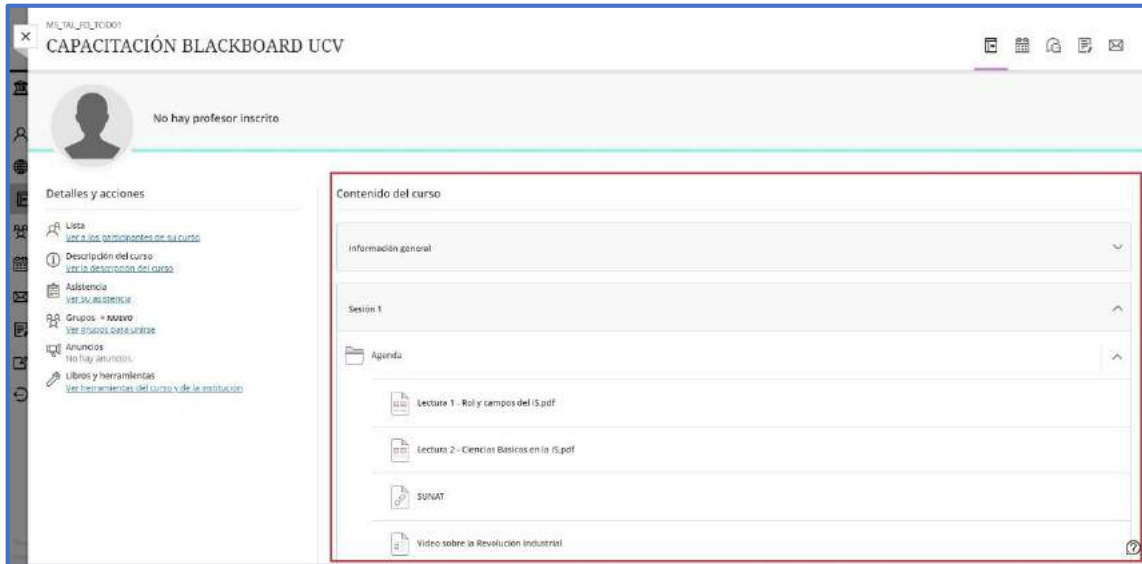 MS_TAL_FD_TCID01
CAPACITACIÓN BLACKBOARD UCV
No hay profesor inscrito
Detalles y acciones
Lista
Ver a los participantes de su curso
Descripción del curso
Ver la descripción del curso
Asistencia
Ver su asistencia
Grupos • NUEVO
Ver grupos para unirse
Anuncios
No hay anuncios.
Libros y herramientas
Ver herramientas del curso y de la institución
Contenido del curso
Información general
Sesión 1
Agenda
Lectura 1 - Rol y campos del IS.pdf
Lectura 2 - Ciencias Básicas en la IS.pdf
SUNAT
Video sobre la Revolución Industrial